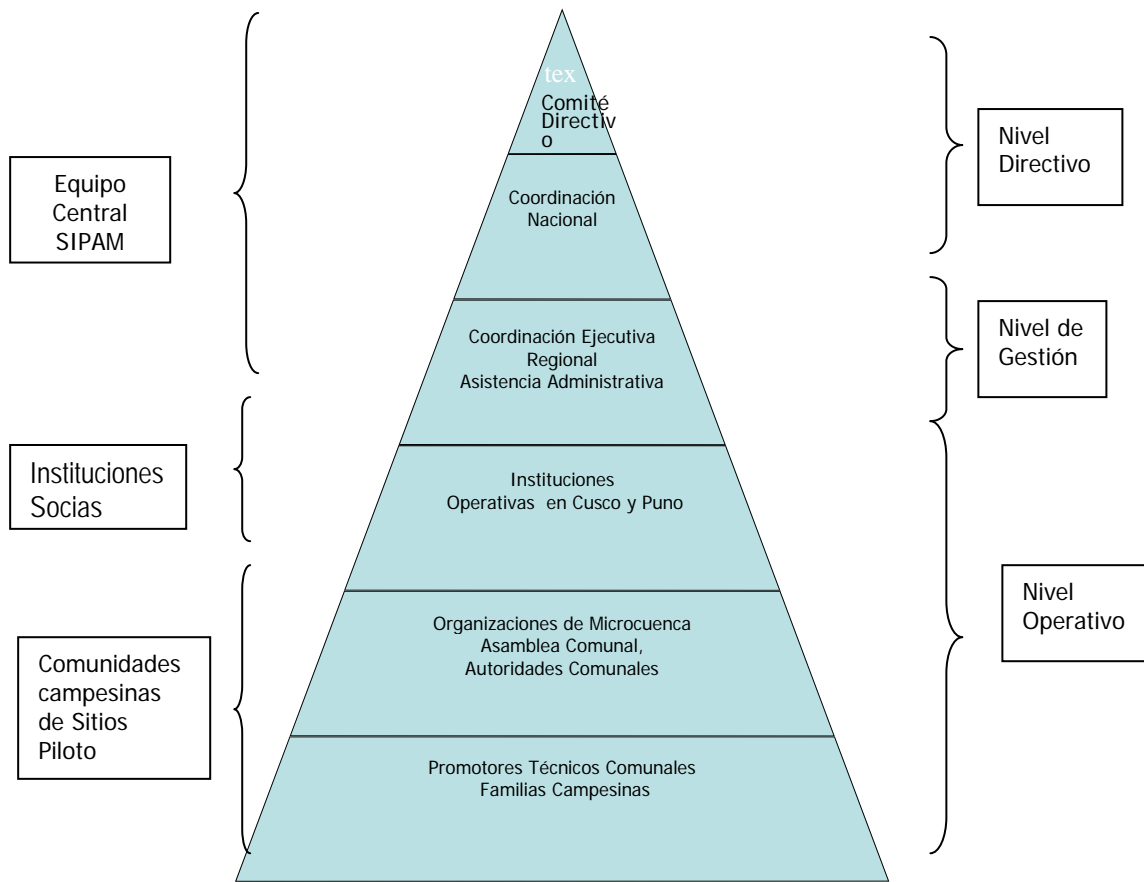 tex
Comité
Directiv
o
Coordinación
Nacional
Coordinación Ejecutiva
Regional
Asistencia Administrativa
Instituciones
Operativas en Cusco y Puno
Organizaciones de Microcuenca
Asamblea Comunal,
Autoridades Comunales
Promotores Técnicos Comunales
Familias Campesinas
Equipo
Central
SIPAM
Instituciones
Socias
Comunidades
campesinas
de Sitios
Piloto
Nivel
Directivo
Nivel de
Gestión
Nivel
Operativo